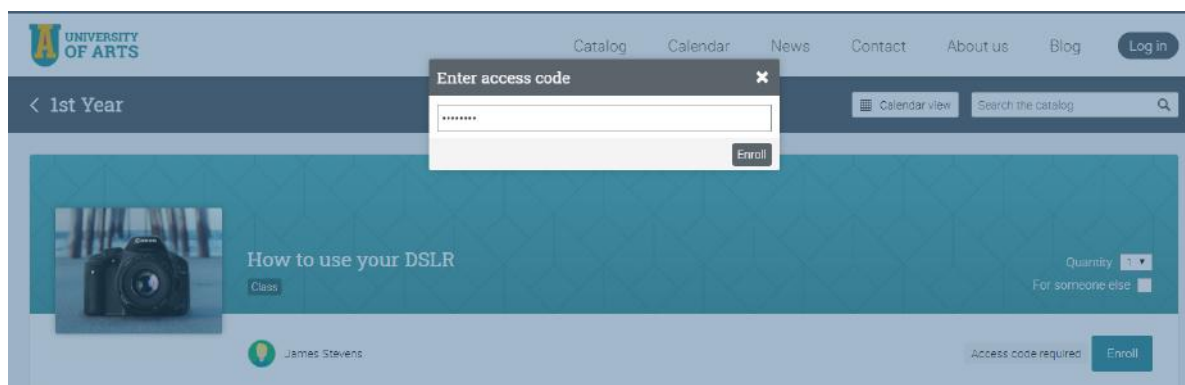 UNIVERSITY
OF ARTS
Catalog Calendar News Contact About us Blog Log in
Enter access code
< 1st Year
Calendar view Search the catalog
••••••••
Enroll
Canon
How to use your DSLR
Class
Quantity 1
For someone else
James Stevens
Access code required Enroll